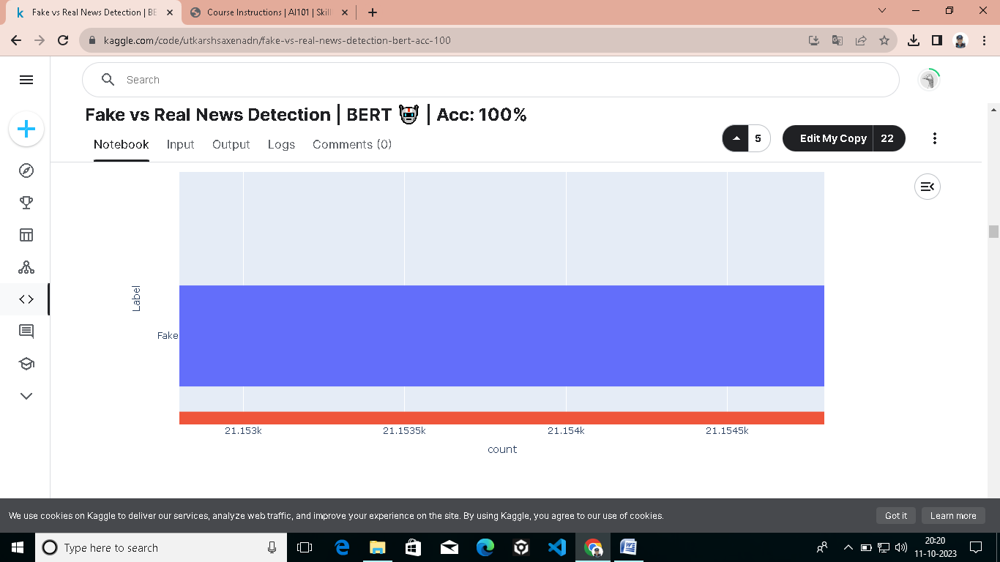 Fake vs Real News Detection | BE
Course Instructions | AI101 | Skill
kaggle.com/code/utkarshsaxenadn/fake-vs-real-news-detection-bert-acc-100
Search
Fake vs Real News Detection | BERT 🤖 | Acc: 100%
Notebook Input Output Logs Comments (0)
5
Edit My Copy 22
Label
Fake
21.153k 21.1535k 21.154k 21.1545k
count
We use cookies on Kaggle to deliver our services, analyze web traffic, and improve your experience on the site. By using Kaggle, you agree to our use of cookies.
Got it Learn more
Type here to search
20:20
11-10-2023